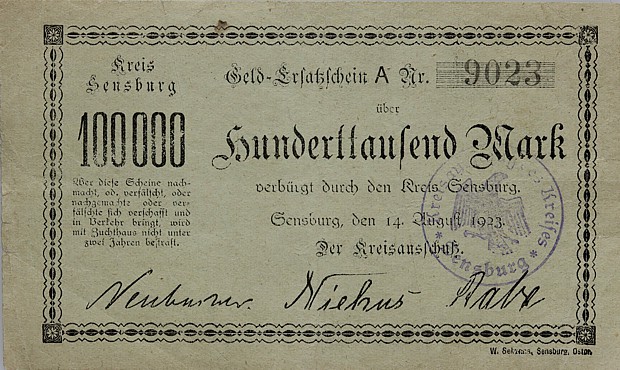 Kreis
Sensburg
100000
Wer diese Scheine nach-
macht, od. verfälscht, oder
nachgemachte oder ver-
fälschte sich verschafft und
in Verkehr bringt, wird
mit Zuchthaus nicht unter
zwei Jahren bestraft.
Geld-Ersatzschein A Nr. 9023
über
Hunderttausend Mark
verbürgt durch den Kreis Sensburg.
Sensburg, den 14. August 1923.
Der Kreisausschuß.
Kreises
* Sensburg *
Niehus Rabe
W. Sensburg, Ostpr.